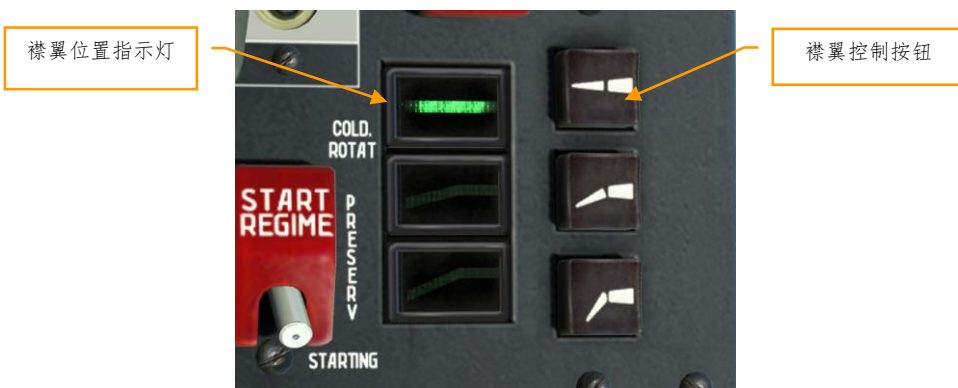 襟翼位置指示灯
襟翼控制按钮
COLD.
ROTAT
START
REGIME
PRESERV
STARTING